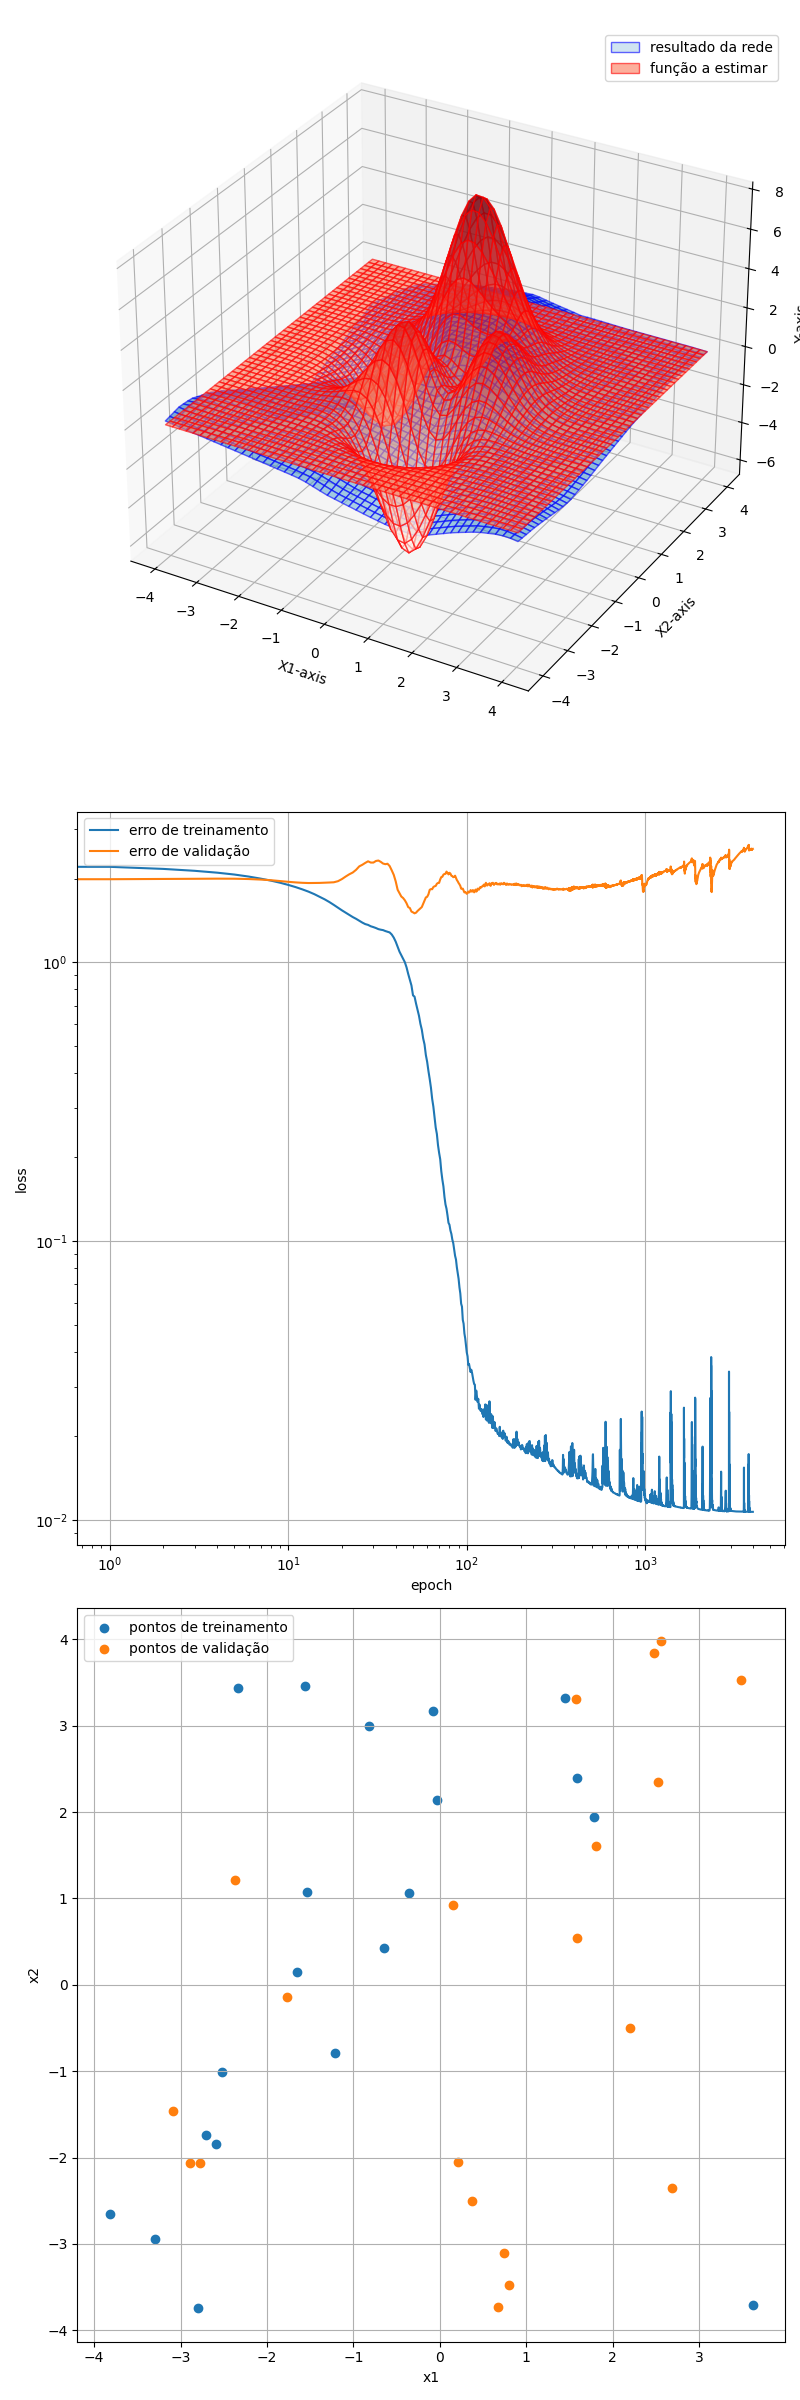 resultado da rede
função a estimar
8
6
4
2
0
−2
−4
−6
−4
−3
−2
−1
0
1
2
3
4
X1-axis
−4
−3
−2
−1
0
1
2
3
4
X2-axis
erro de treinamento
erro de validação
10⁰
10⁻¹
10⁻²
loss
10⁰ 10¹ 10² 10³
epoch
pontos de treinamento
pontos de validação
4
3
2
1
0
−1
−2
−3
−4
x2
−4 −3 −2 −1 0 1 2 3
x1